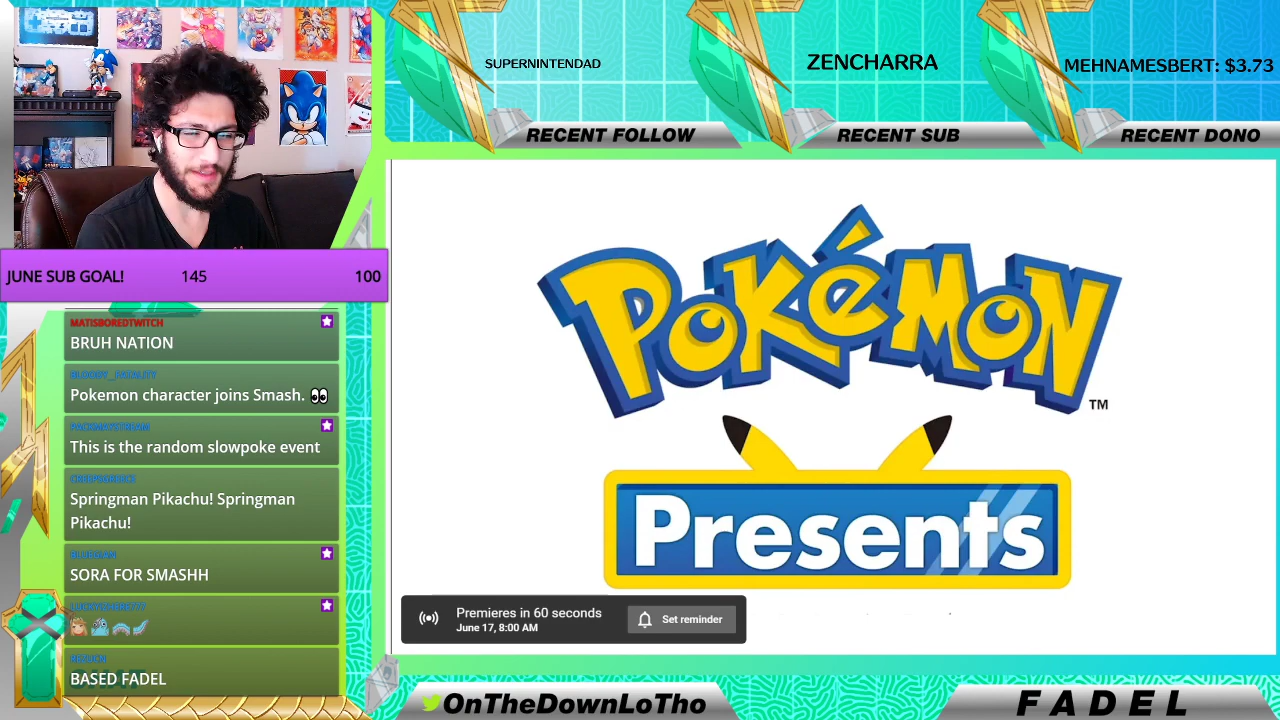 SUPERNINTENDAD
RECENT FOLLOW
ZENCHARRA
RECENT SUB
MEHNAMESBERT: $3.73
RECENT DONO
JUNE SUB GOAL! 145 100
MATISBOREDTWITCH
BRUH NATION
BLOODY_FATALITY
Pokemon character joins Smash.
This is the random slowpoke event
Springman Pikachu! Springman
Pikachu!
SORA FOR SMASHH
BASED FADEL
POKéMON
TM
Presents
Premieres in 60 seconds
June 17, 8:00 AM
Set reminder
OnTheDownLoTho
FADEL